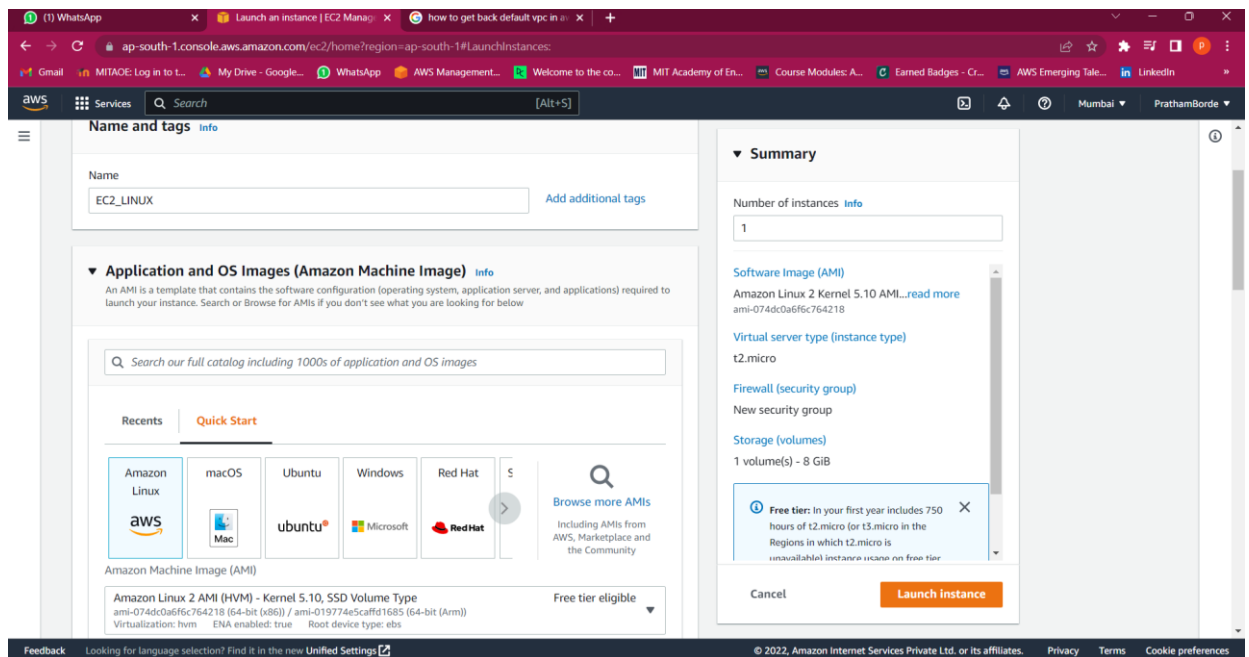 (1) WhatsApp
Launch an instance | EC2 Manag
how to get back default vpc in av
ap-south-1.console.aws.amazon.com/ec2/home?region=ap-south-1#LaunchInstances:
Gmail
MITAOE: Log in to t...
My Drive - Google...
WhatsApp
AWS Management...
Welcome to the co...
MIT Academy of En...
Course Modules: A...
Earned Badges - Cr...
AWS Emerging Tale...
LinkedIn
aws
Services
Search
[Alt+S]
Mumbai
PrathamBorde
Name and tags Info
Name
EC2_LINUX
Add additional tags
Application and OS Images (Amazon Machine Image) Info
An AMI is a template that contains the software configuration (operating system, application server, and applications) required to
launch your instance. Search or Browse for AMIs if you don't see what you are looking for
below
Search our full catalog including 1000s of application and OS images
Recents
Quick Start
Amazon
Linux
aws
macOS
Mac
Ubuntu
ubuntu
Windows
Microsoft
Red Hat
Red Hat
S
Browse more AMIs
Including AMIs from
AWS, Marketplace and
the Community
Amazon Machine Image (AMI)
Amazon Linux 2 AMI (HVM) - Kernel 5.10, SSD Volume Type
Free tier eligible
ami-074dc0a6f6c764218 (64-bit (x86)) / ami-019774e5caffd1685 (64-bit (Arm))
Virtualization: hvm ENA enabled: true Root device type: ebs
Summary
Number of instances Info
1
Software Image (AMI)
Amazon Linux 2 Kernel 5.10 AMI...read more
ami-074dc0a6f6c764218
Virtual server type (instance type)
t2.micro
Firewall (security group)
New security group
Storage (volumes)
1 volume(s) - 8 GiB
Free tier: In your first year includes 750
hours of t2.micro (or t3.micro in the
Regions in which t2.micro is
unavailable) instance usage on free tier
Cancel
Launch instance
Feedback
Looking for language selection? Find it in the new Unified Settings
© 2022, Amazon Internet Services Private Ltd. or its affiliates.
Privacy
Terms
Cookie preferences